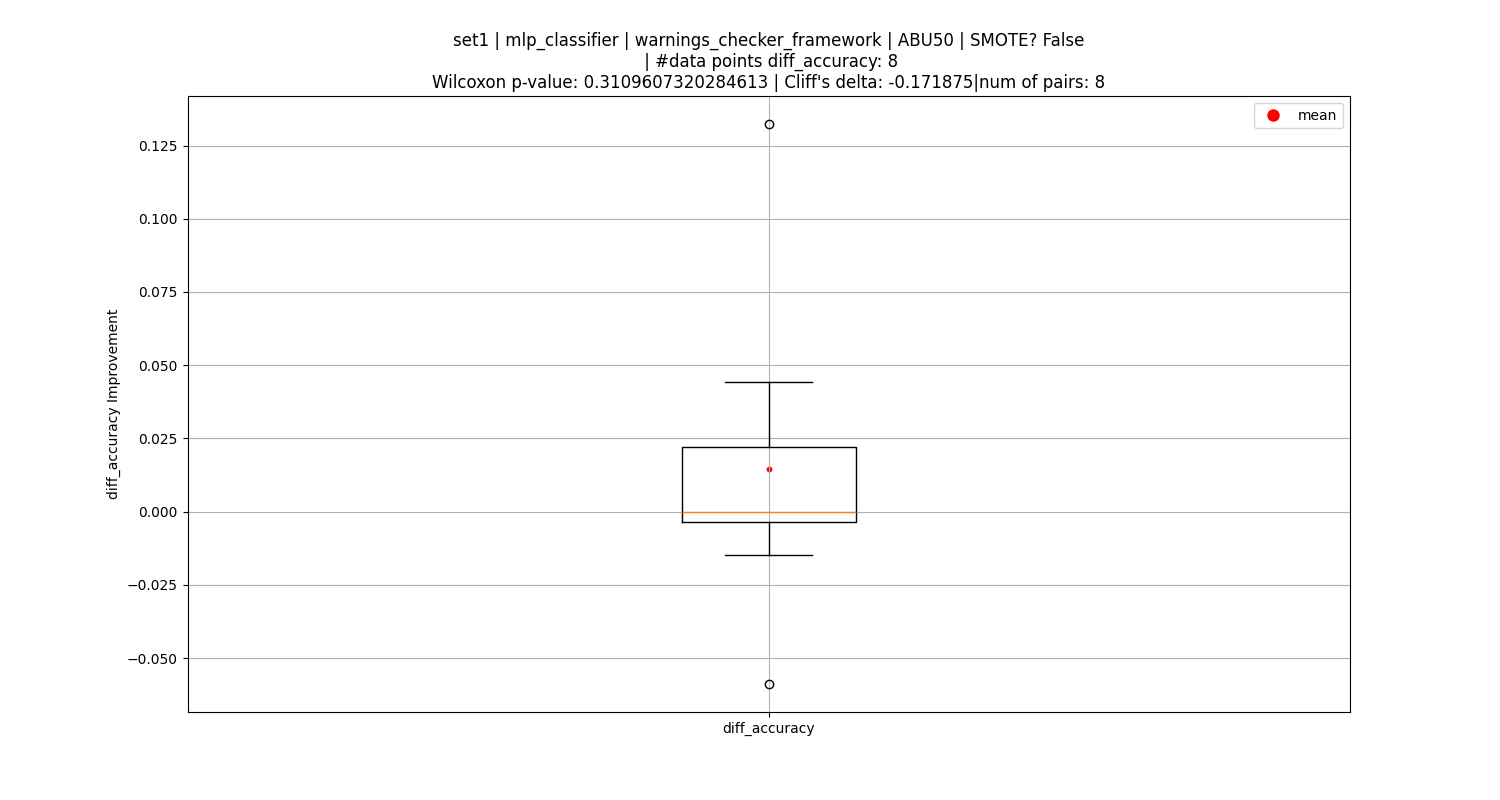 set1 | mlp_classifier | warnings_checker_framework | ABU50 | SMOTE? False
| #data points diff_accuracy: 8
Wilcoxon p-value: 0.3109607320284613 | Cliff's delta: -0.171875|num of pairs: 8
mean
0.125
0.100
0.075
0.050
0.025
0.000
−0.025
−0.050
diff_accuracy Improvement
diff_accuracy